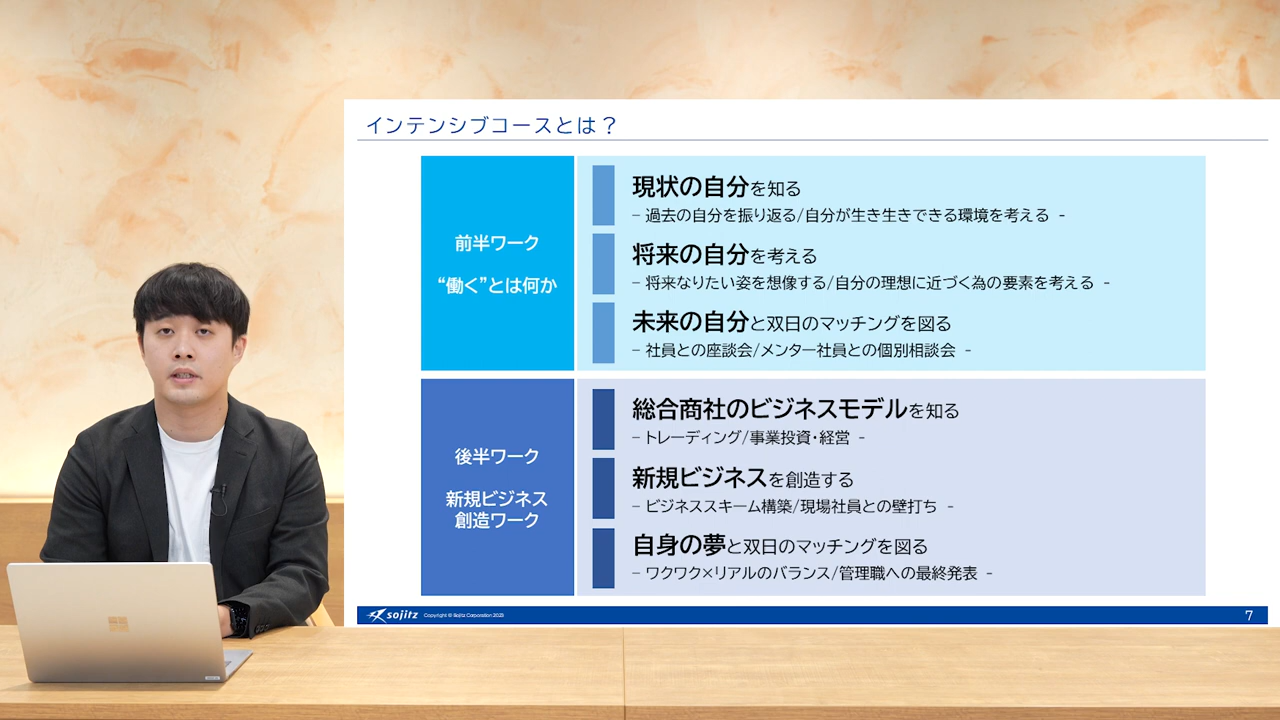 インテンシブコースとは？
前半ワーク
“働く”とは何か
現状の自分を知る
– 過去の自分を振り返る/自分が生き生きできる環境を考える -
将来の自分を考える
– 将来なりたい姿を想像する/自分の理想に近づく為の要素を考える -
未来の自分と双日のマッチングを図る
– 社員との座談会/メンター社員との個別相談会 -
後半ワーク
新規ビジネス
創造ワーク
総合商社のビジネスモデルを知る
– トレーディング/事業投資・経営 -
新規ビジネスを創造する
– ビジネススキーム構築/現場社員との壁打ち -
自身の夢と双日のマッチングを図る
– ワクワク×リアルのバランス/管理職への最終発表 -
sojitz Copyright © Sojitz Corporation 2023
7